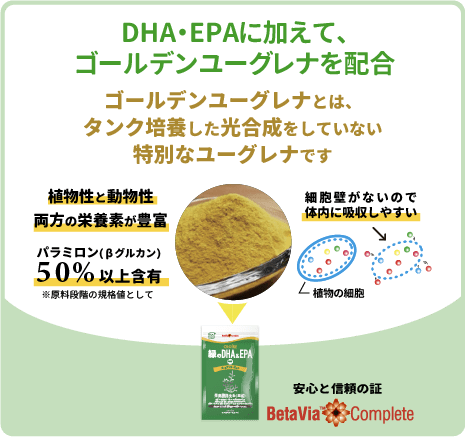 DHA・EPAに加えて、
ゴールデンユーグレナを配合
ゴールデンユーグレナとは、
タンク培養した光合成をしていない
特別なユーグレナです
植物性と動物性
両方の栄養素が豊富
パラミロン(βグルカン)
50%以上含有
※原料段階の規格値として
細胞壁がないので
体内に吸収しやすい
植物の細胞
緑のDHA&EPA
安心と信頼の証
BetaVia Complete